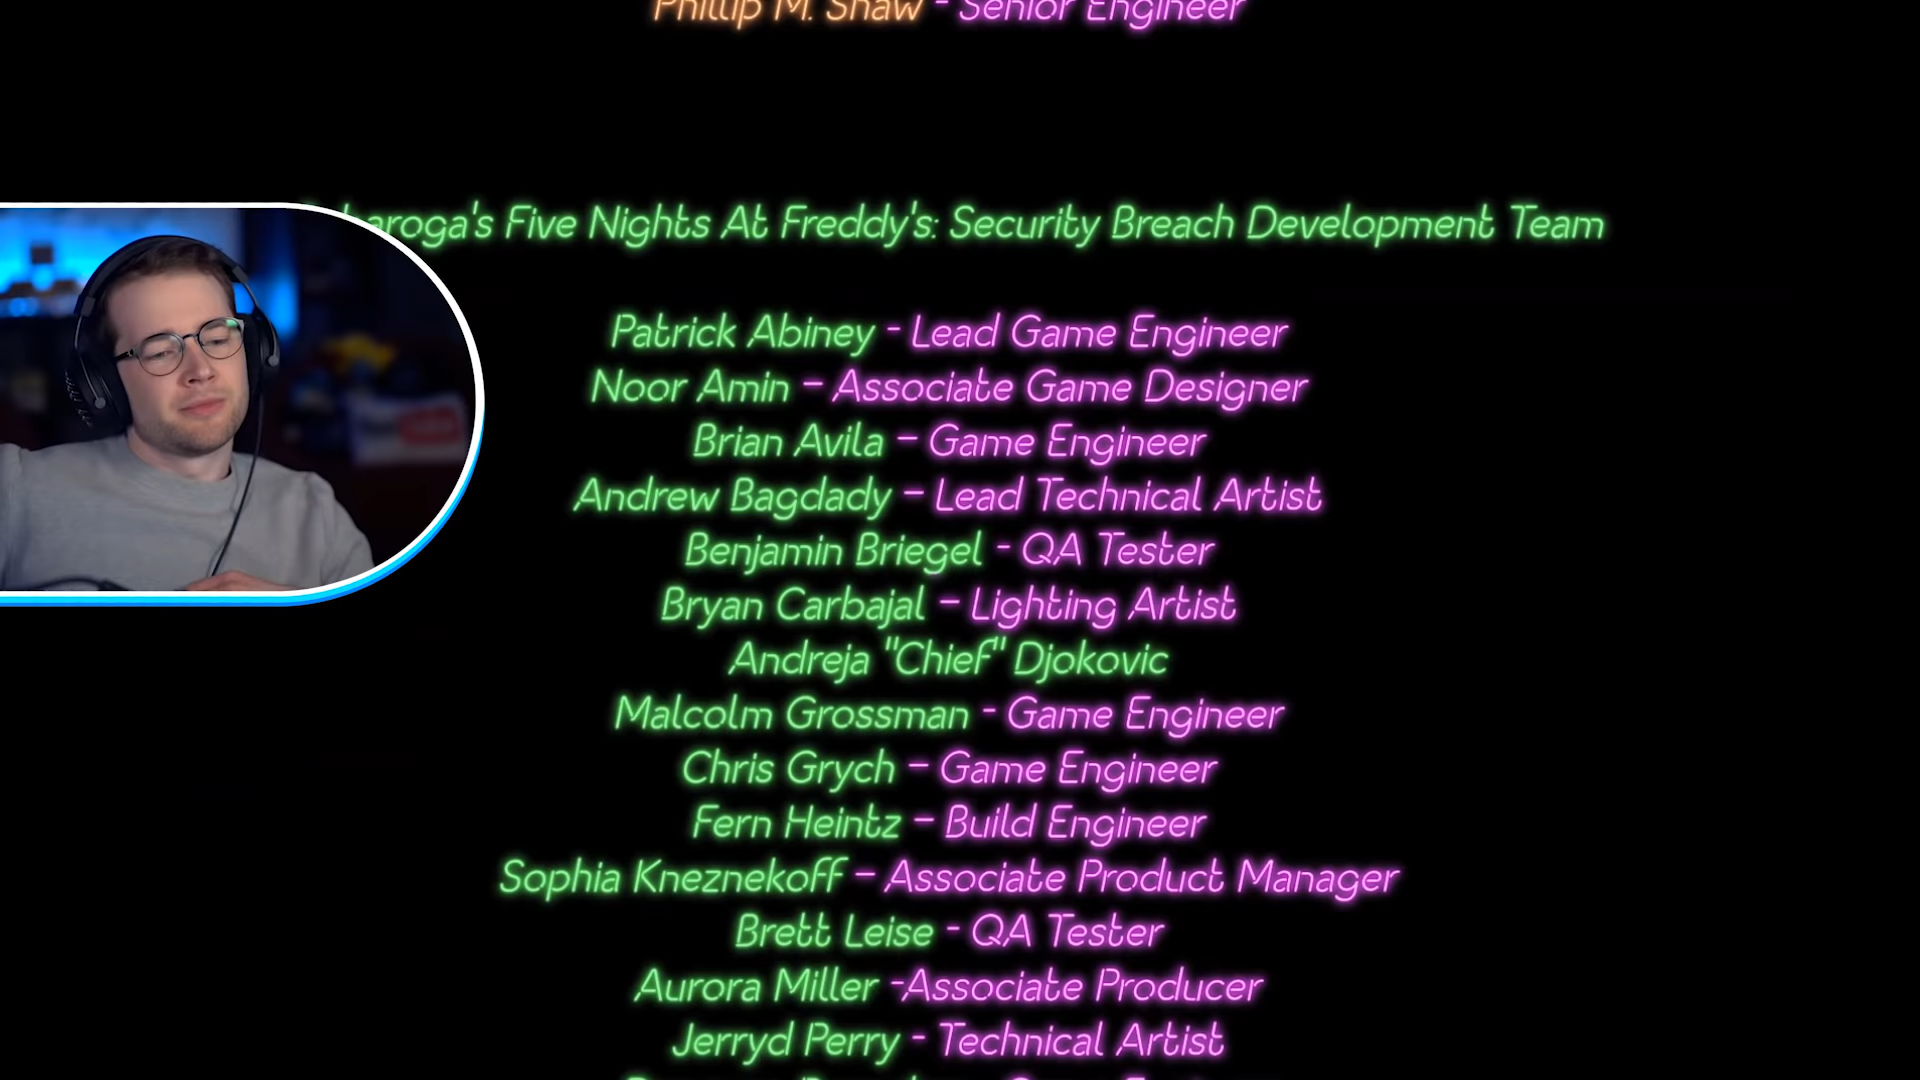 Phillip M. Shaw - Senior Engineer
Five Nights At Freddy's: Security Breach Development Team
Patrick Abiney - Lead Game Engineer
Noor Amin – Associate Game Designer
Brian Avila – Game Engineer
Andrew Bagdady – Lead Technical Artist
Benjamin Briegel - QA Tester
Bryan Carbajal – Lighting Artist
Andreja "Chief" Djokovic
Malcolm Grossman - Game Engineer
Chris Grych – Game Engineer
Fern Heintz – Build Engineer
Sophia Kneznekoff – Associate Product Manager
Brett Leise - QA Tester
Aurora Miller -Associate Producer
Jerryd Perry - Technical Artist